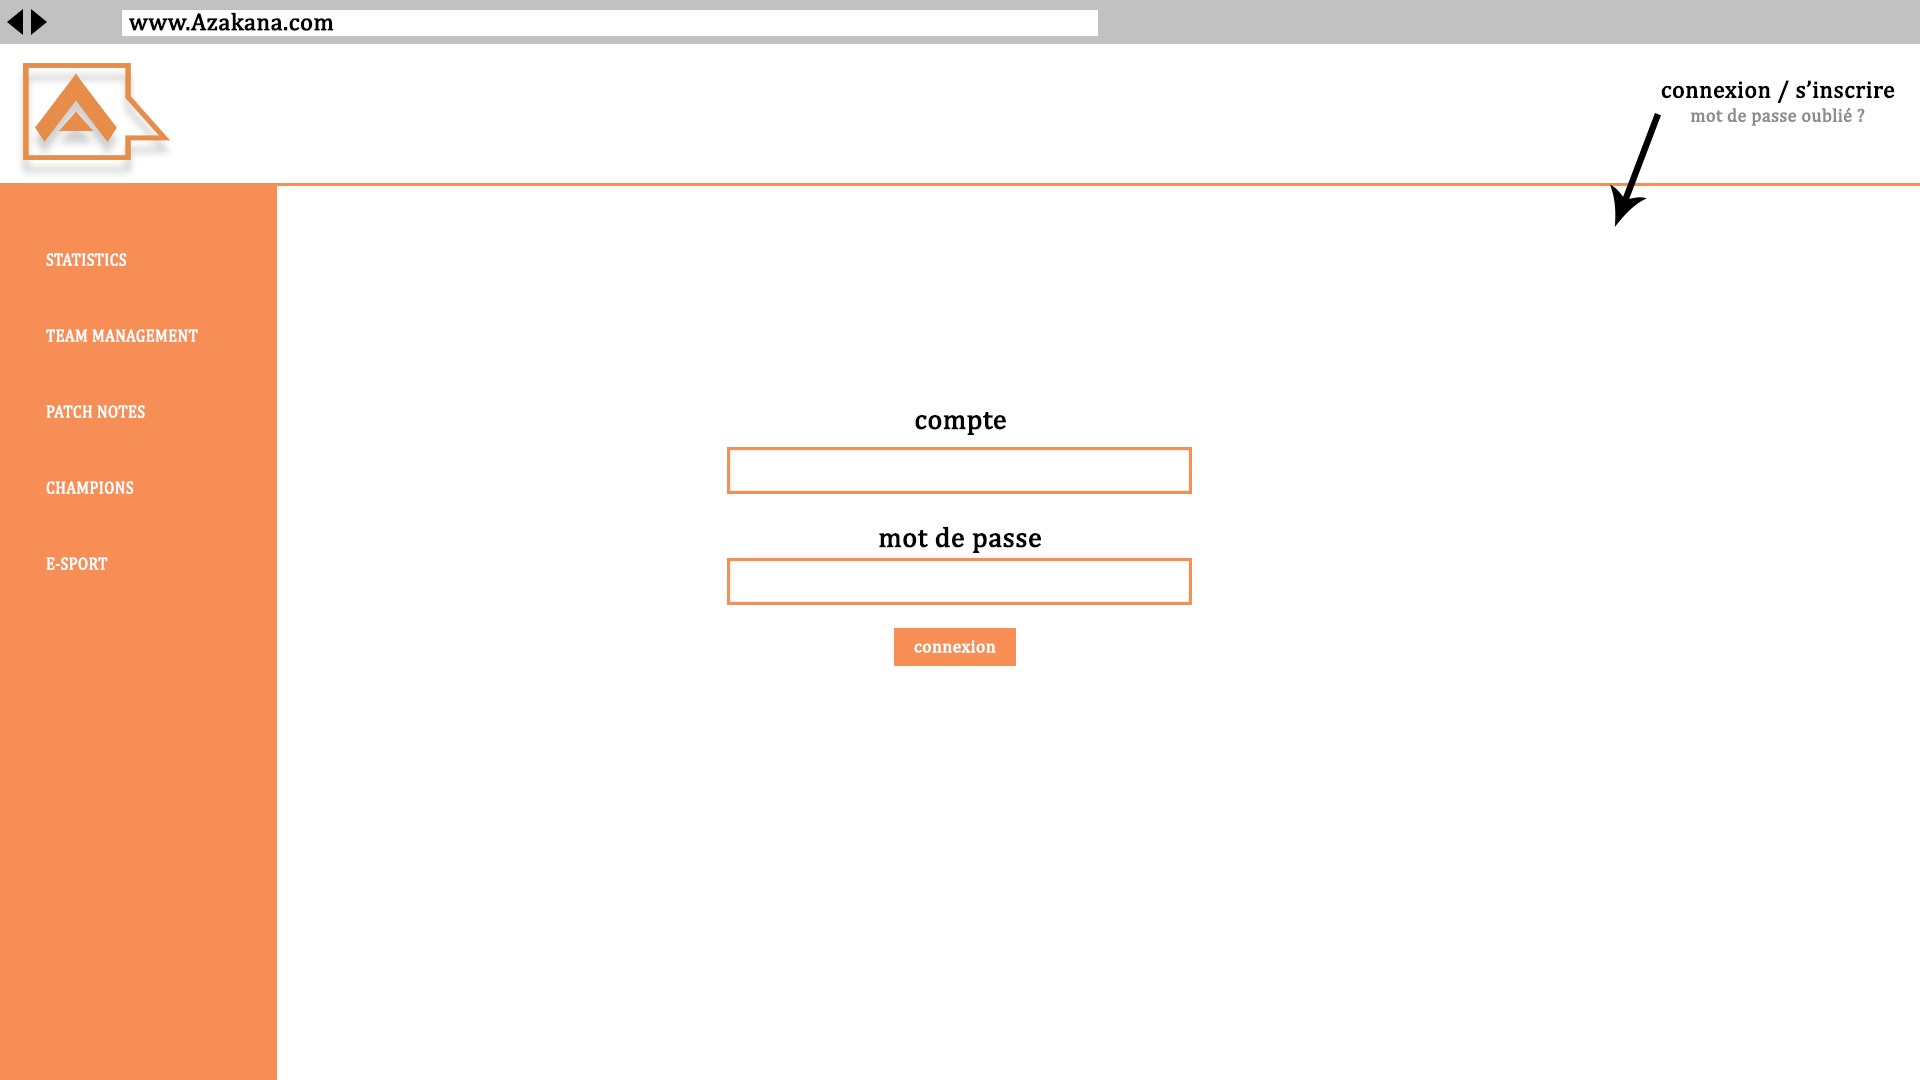 www.Azakana.com
connexion / s’inscrire
mot de passe oublié ?
STATISTICS
TEAM MANAGEMENT
PATCH NOTES
CHAMPIONS
E-SPORT
compte
mot de passe
connexion